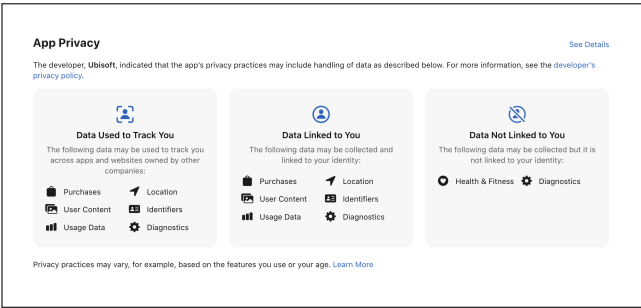 App Privacy
See Details
The developer, Ubisoft, indicated that the app's privacy practices may include handling of data as described below. For more information, see the developer's
privacy policy.
Data Used to Track You
The following data may be used to track you
across apps and websites owned by other
companies:
Purchases
Location
User Content
Identifiers
Usage Data
Diagnostics
Data Linked to You
The following data may be collected and
linked to your identity:
Purchases
Location
User Content
Identifiers
Usage Data
Diagnostics
Data Not Linked to You
The following data may be collected but it is
not linked to your identity:
Health & Fitness
Diagnostics
Privacy practices may vary, for example, based on the features you use or your age. Learn More